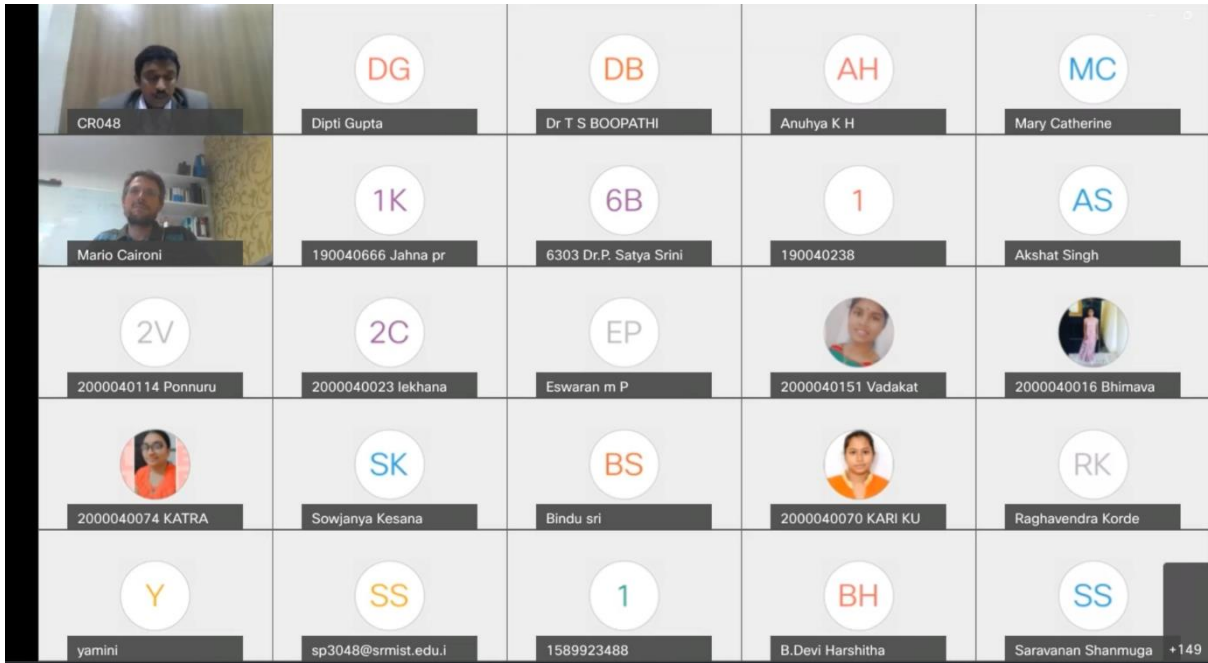 CR048
DG
Dipti Gupta
DB
Dr T S BOOPATHI
AH
Anuhya K H
MC
Mary Catherine
Mario Caironi
1K
190040666 Jahna pr
6B
6303 Dr.P. Satya Srini
1
190040238
AS
Akshat Singh
2V
2000040114 Ponnuru
2C
2000040023 lekhana
EP
Eswaran m P
2000040151 Vadakat
2000040016 Bhimava
2000040074 KATRA
SK
Sowjanya Kesana
BS
Bindu sri
2000040070 KARI KU
RK
Raghavendra Korde
Y
yamini
SS
sp3048@srmist.edu.i
1
1589923488
BH
B.Devi Harshitha
SS
Saravanan Shanmuga
+149